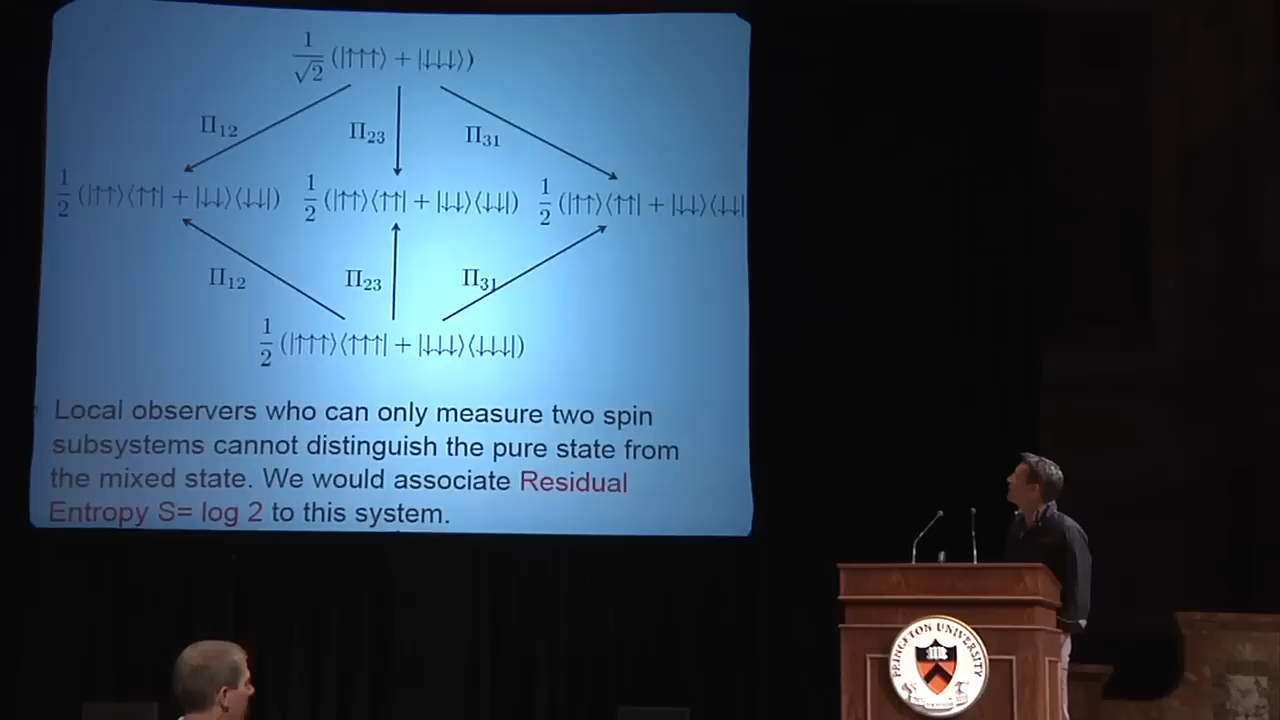 1/√2 (|↑↑↑⟩ + |↓↓↓⟩)
Π12 Π23 Π31
1/2 (|↑↑⟩⟨↑↑| + |↓↓⟩⟨↓↓|) 1/2 (|↑↑⟩⟨↑↑| + |↓↓⟩⟨↓↓|) 1/2 (|↑↑⟩⟨↑↑| + |↓↓⟩⟨↓↓|
Π12 Π23 Π31
1/2 (|↑↑↑⟩⟨↑↑↑| + |↓↓↓⟩⟨↓↓↓|)
Local observers who can only measure two spin
subsystems cannot distinguish the pure state from
the mixed state. We would associate Residual
Entropy S= log 2 to this system.
PRINCETON UNIVERSITY